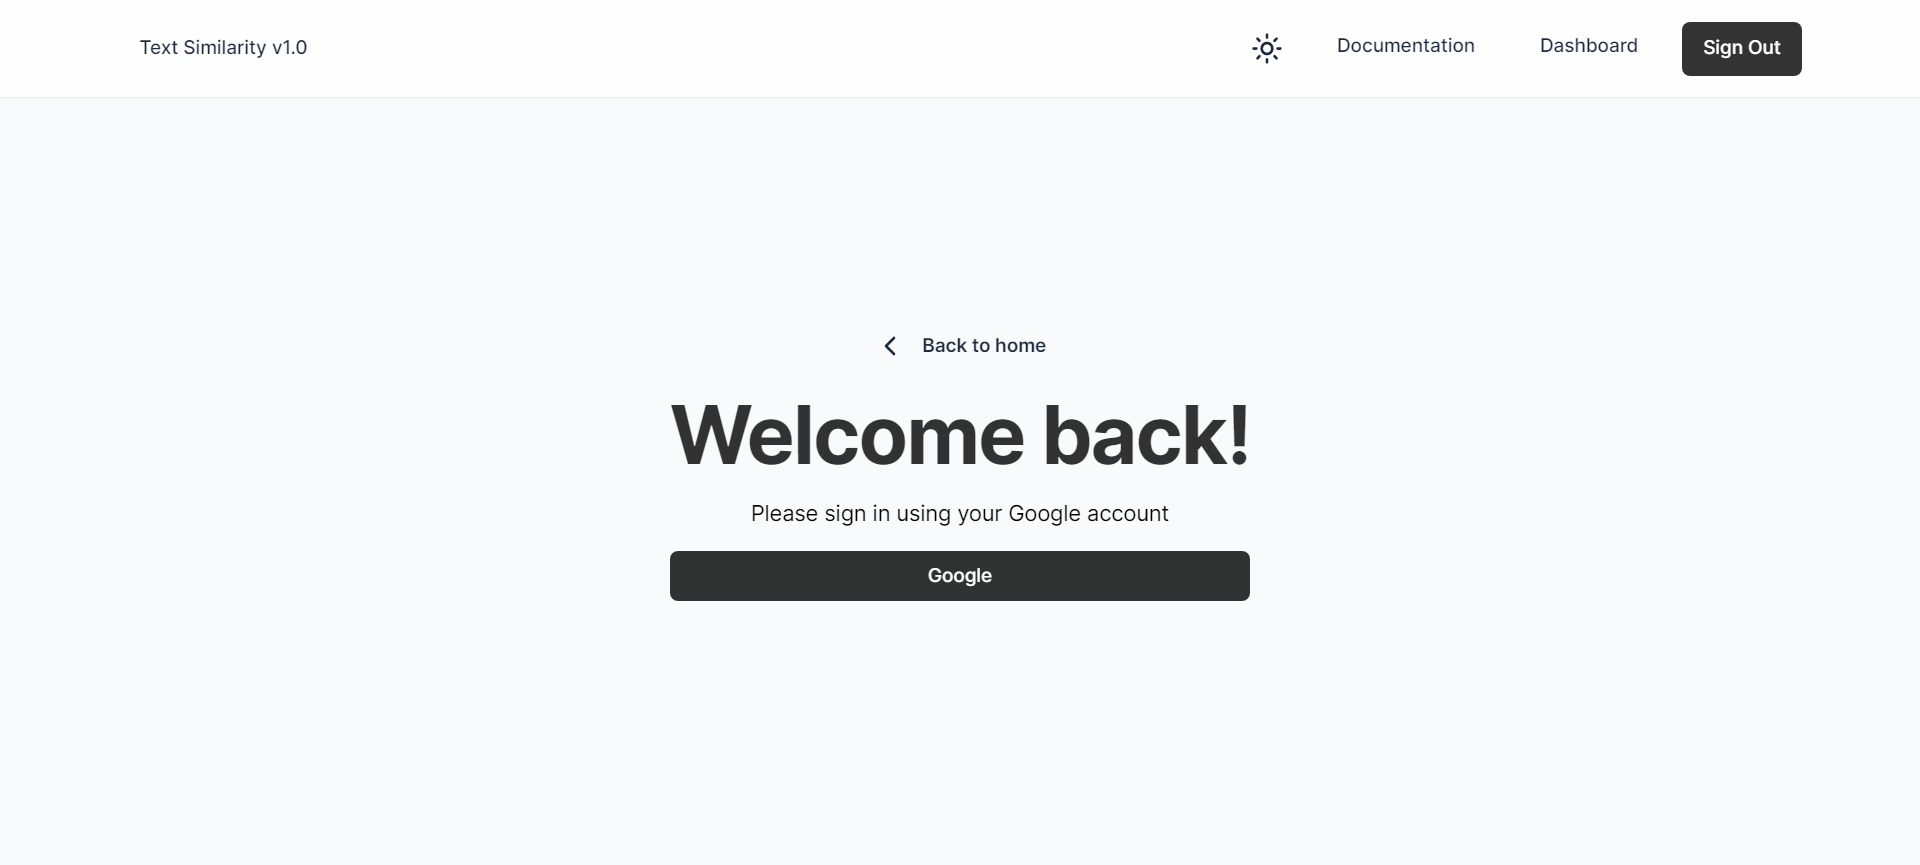 Text Similarity v1.0
Documentation
Dashboard
Sign Out
Back to home
Welcome back!
Please sign in using your Google account
Google